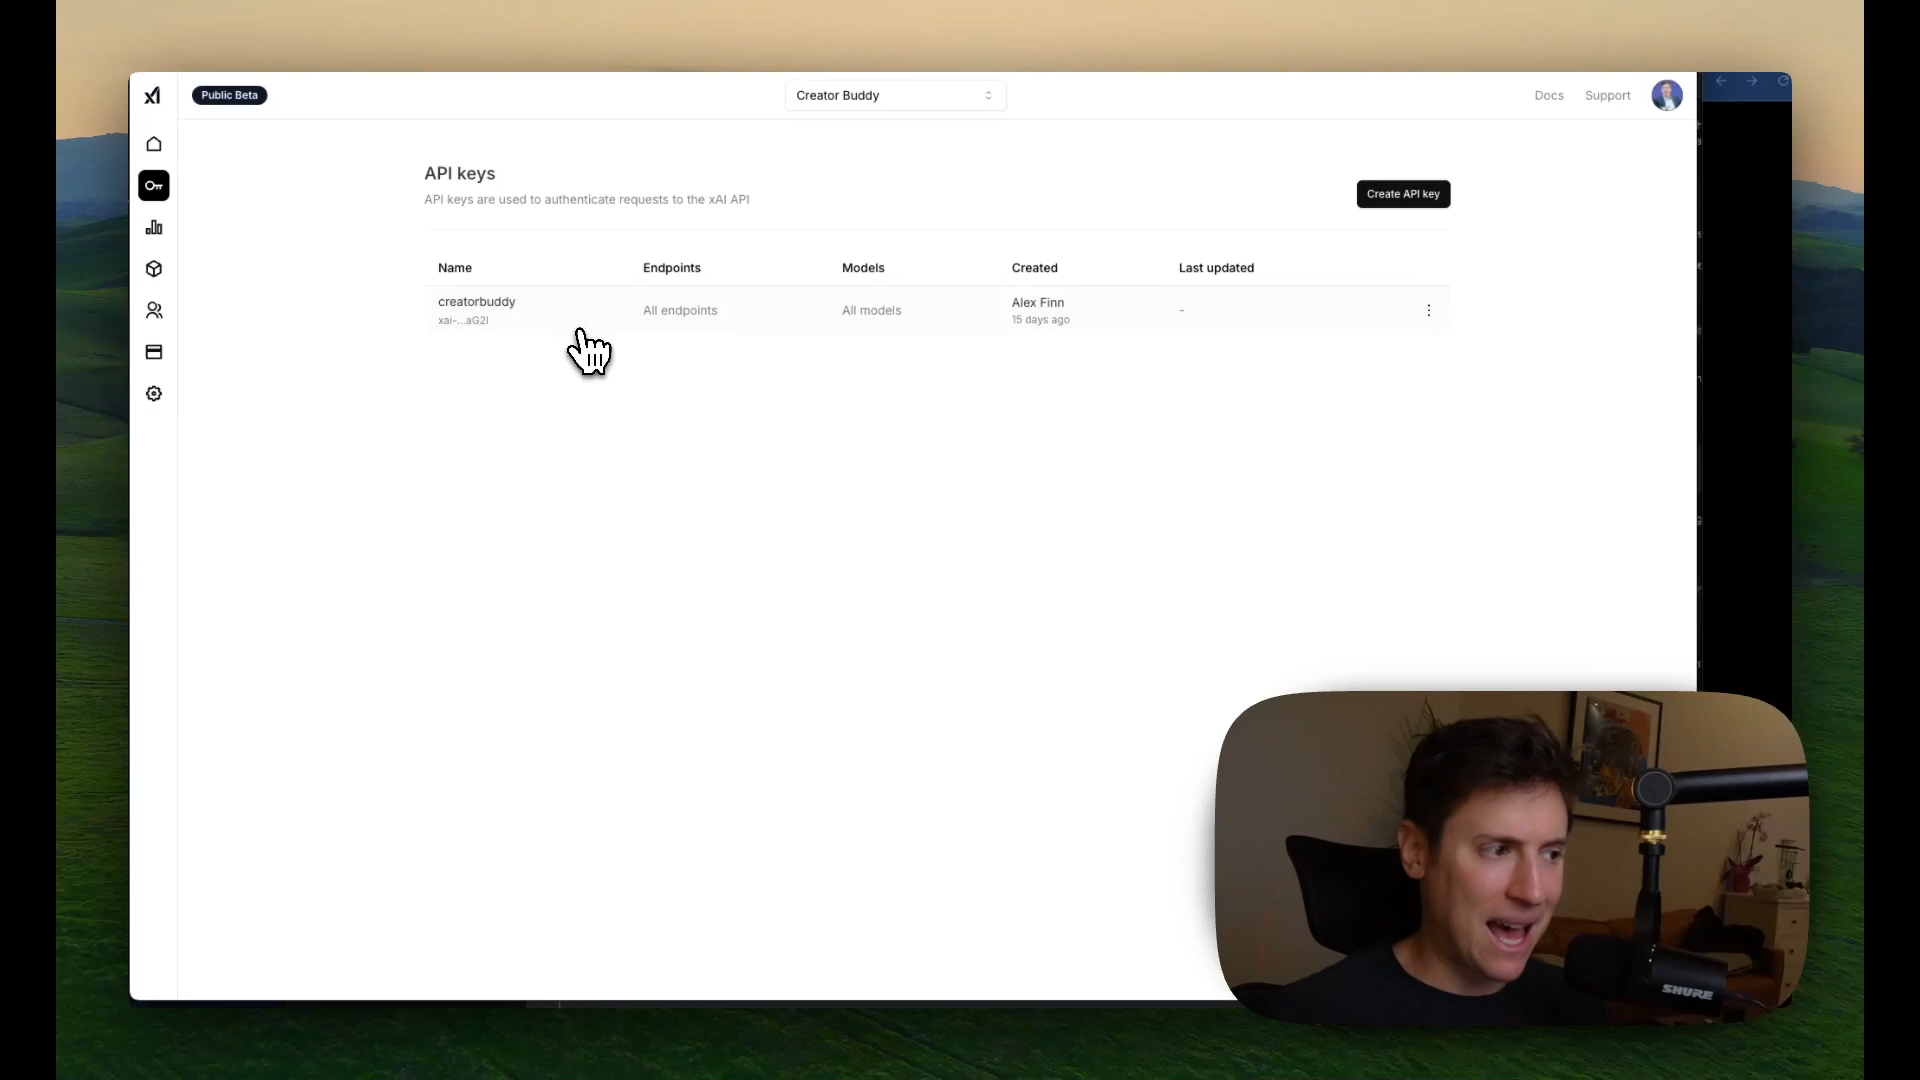 xI
Public Beta
Creator Buddy
Docs
Support
API keys
API keys are used to authenticate requests to the xAI API
Create API key
Name
Endpoints
Models
Created
Last updated
creatorbuddy
xai-...aG2I
All endpoints
All models
Alex Finn
15 days ago
-
SHURE